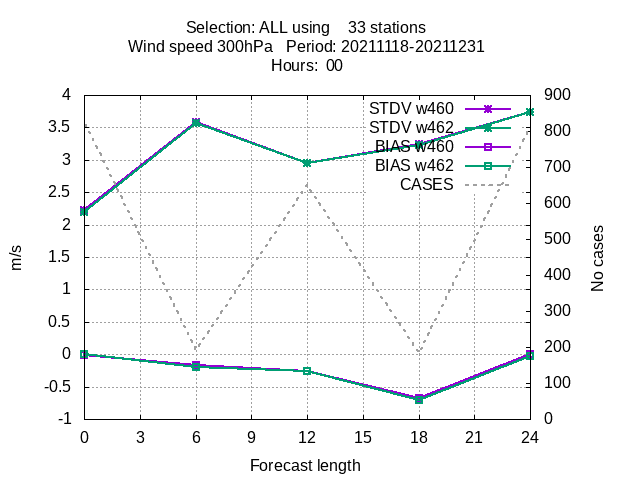 Selection: ALL using    33 stations
Wind speed 300hPa   Period: 20211118-20211231
Hours:  00
STDV w460
STDV w462
BIAS w460
BIAS w462
CASES
4
3.5
3
2.5
2
1.5
1
0.5
0
-0.5
-1
m/s
900
800
700
600
500
400
300
200
100
0
No cases
0 3 6 9 12 15 18 21 24
Forecast length